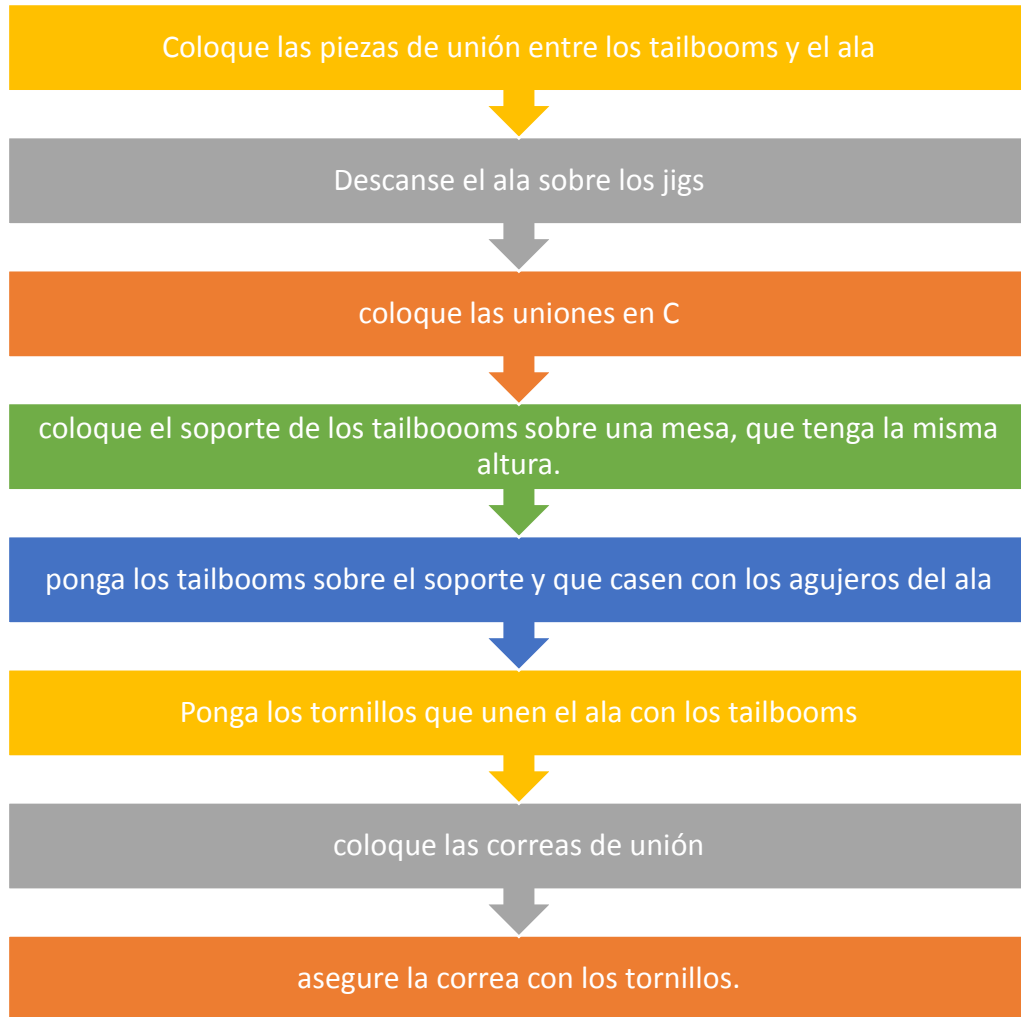 Coloque las piezas de unión entre los tailbooms y el ala
Descanse el ala sobre los jigs
coloque las uniones en C
coloque el soporte de los tailboooms sobre una mesa, que tenga la misma
altura.
ponga los tailbooms sobre el soporte y que casen con los agujeros del ala
Ponga los tornillos que unen el ala con los tailbooms
coloque las correas de unión
asegure la correa con los tornillos.